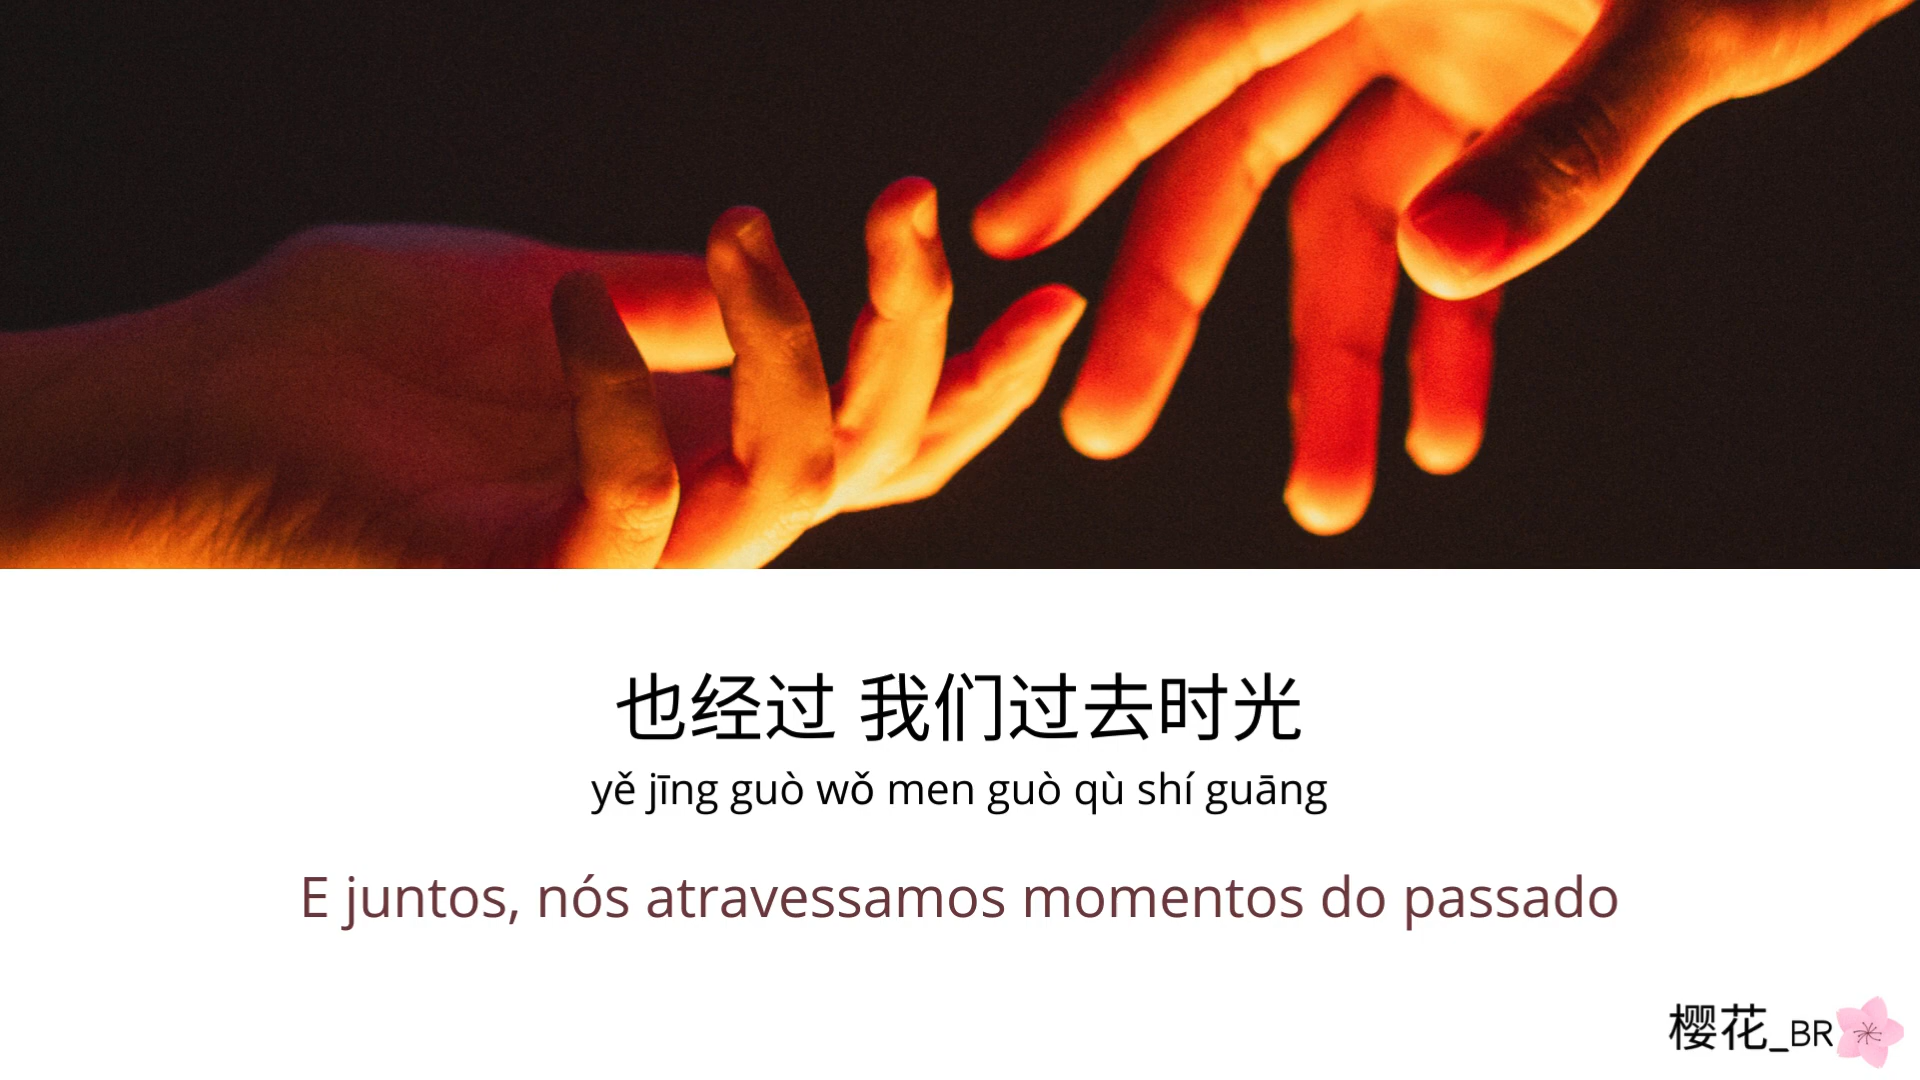 也经过 我们过去时光
yě jīng guò wǒ men guò qù shí guāng
E juntos, nós atravessamos momentos do passado
樱花_BR